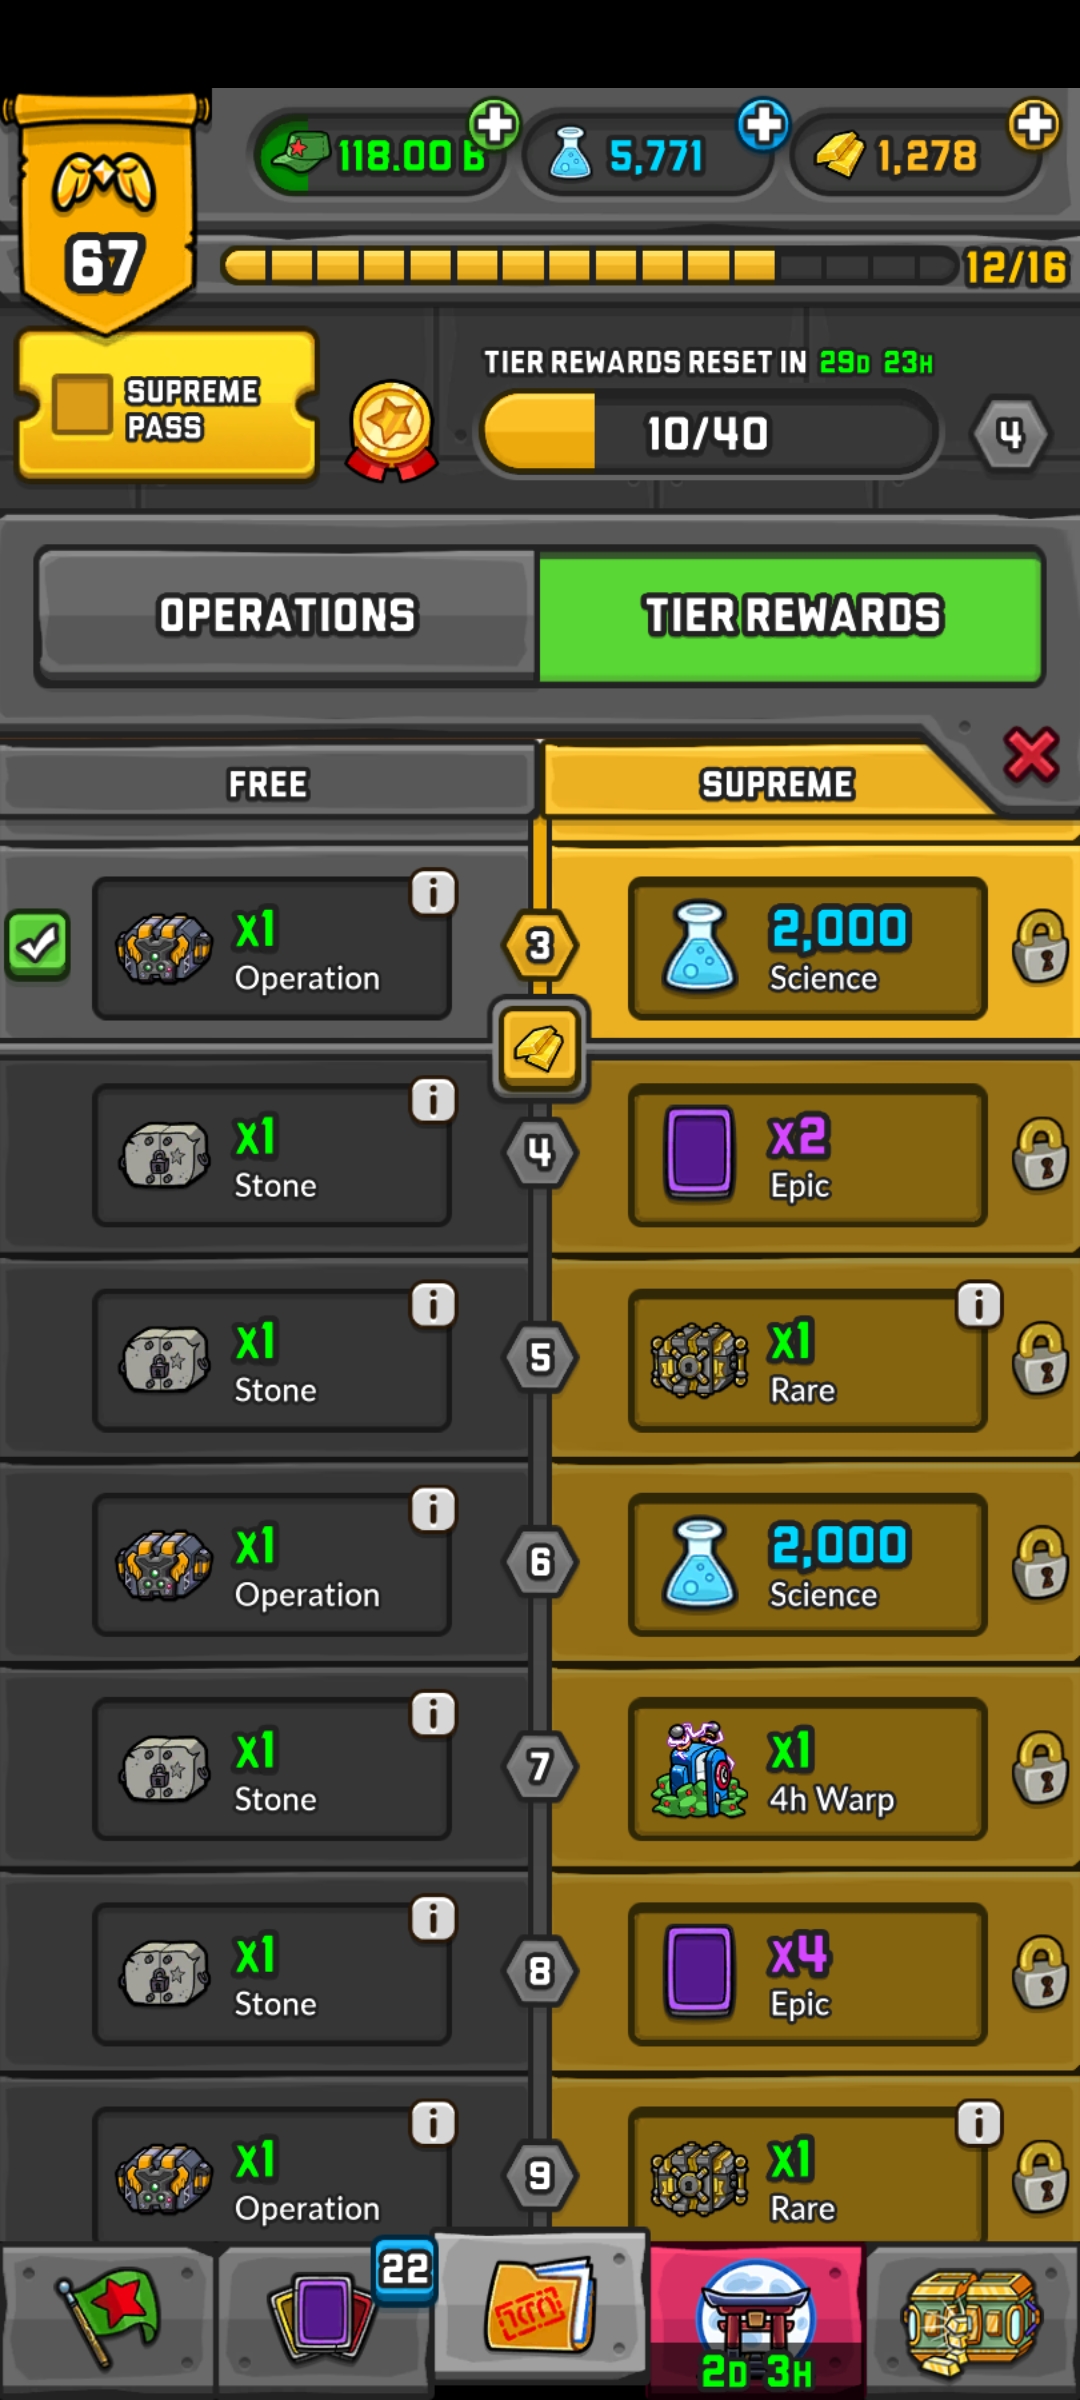 118.00 B
5,771
1,278
67
12/16
SUPREME
PASS
TIER REWARDS RESET IN 29D 23H
10/40
4
OPERATIONS
TIER REWARDS
FREE
SUPREME
x1
Operation
3
2,000
Science
x1
Stone
4
x2
Epic
x1
Stone
5
x1
Rare
x1
Operation
6
2,000
Science
x1
Stone
7
x1
4h Warp
x1
Stone
8
x4
Epic
x1
Operation
9
x1
Rare
22
2D 3H